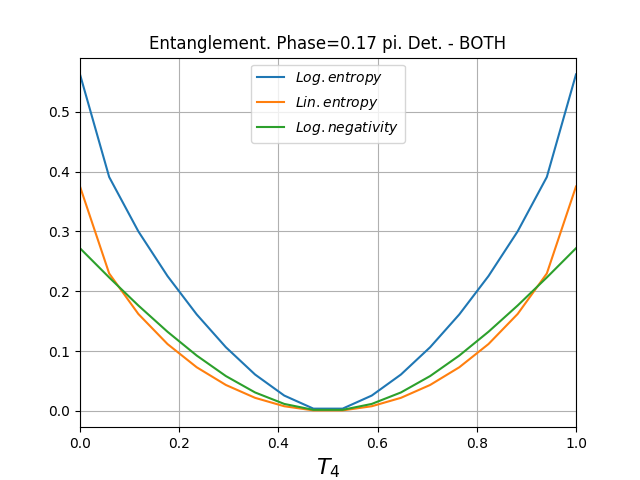 Entanglement. Phase=0.17 pi. Det. - BOTH
Log. entropy
Lin. entropy
Log. negativity
0.5
0.4
0.3
0.2
0.1
0.0
0.0 0.2 0.4 0.6 0.8 1.0
T4